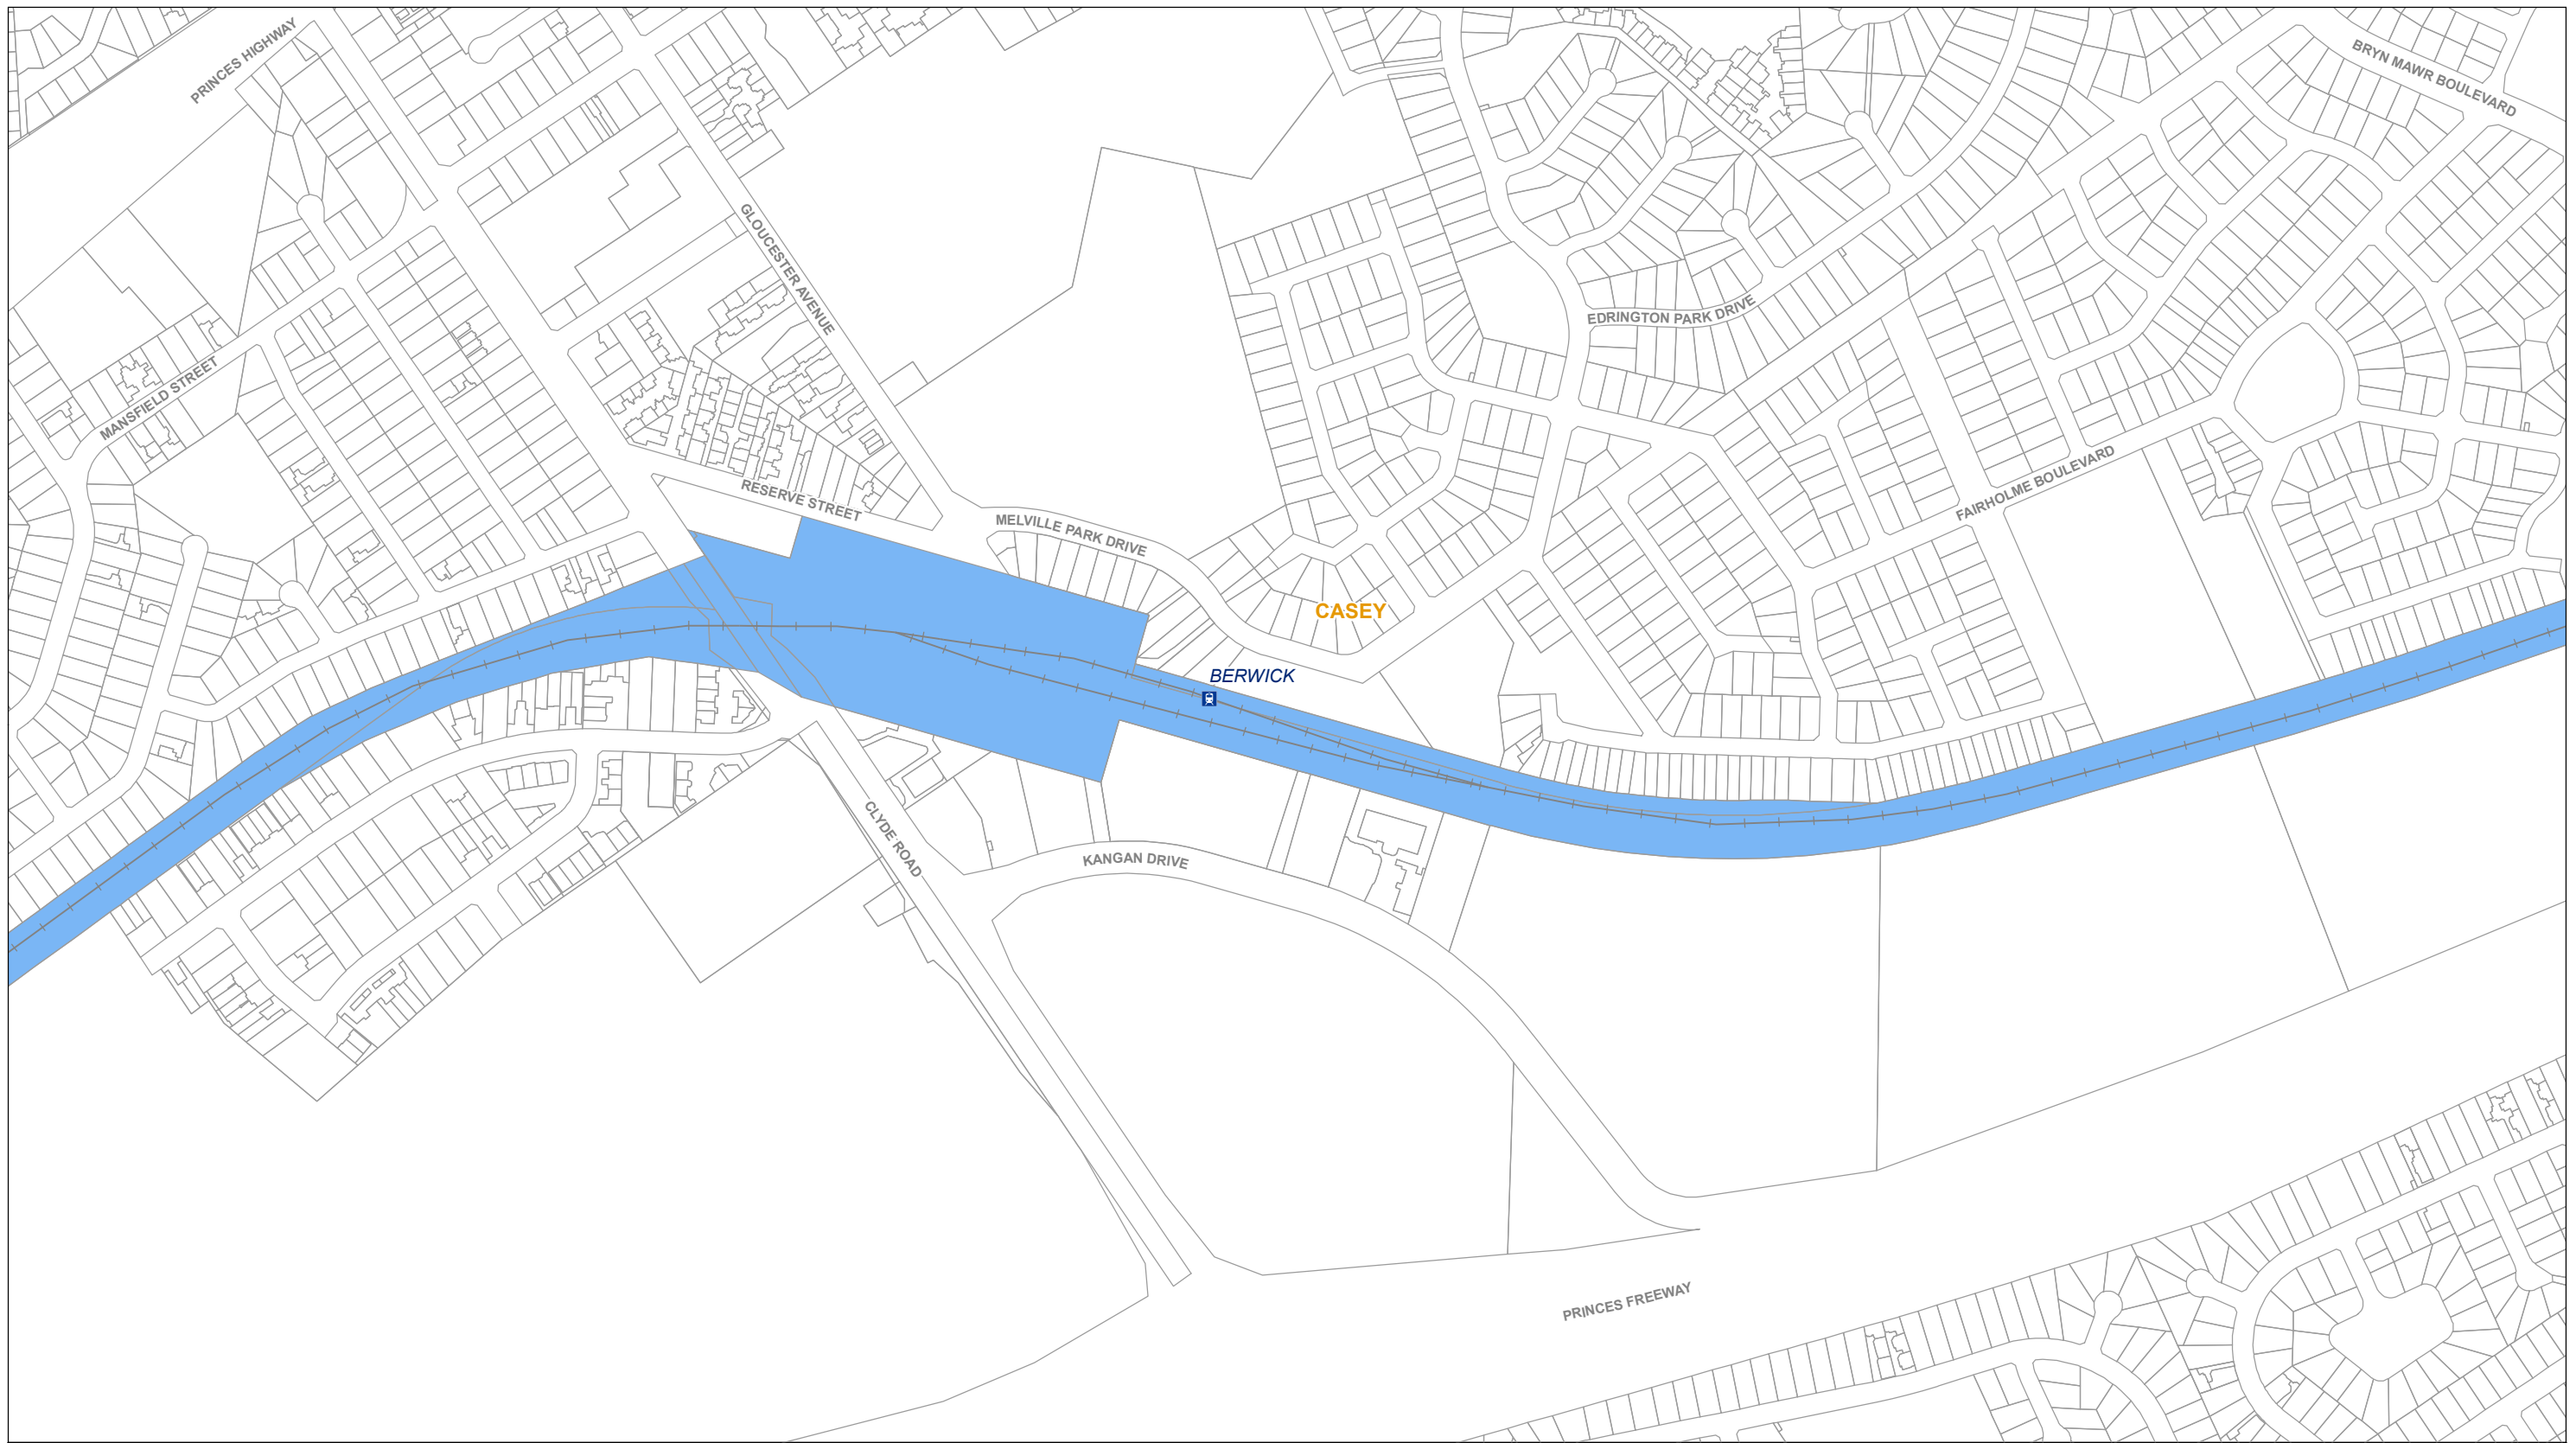 PRINCES HIGHWAY
BRYN MAWR BOULEVARD
GLOUCESTER AVENUE
EDRINGTON PARK DRIVE
MANSFIELD STREET
FAIRHOLME BOULEVARD
RESERVE STREET
MELVILLE PARK DRIVE
CASEY
BERWICK
CLYDE ROAD
KANGAN DRIVE
PRINCES FREEWAY